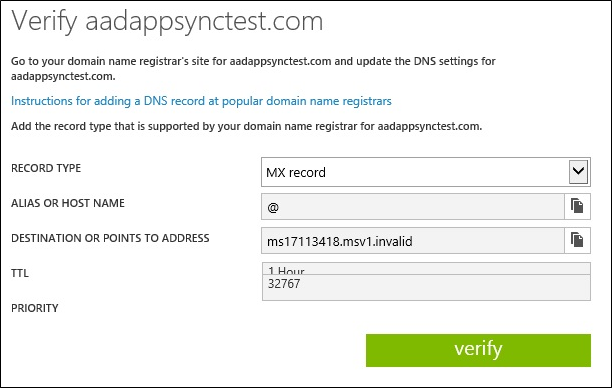 Verify aadappsynctest.com
Go to your domain name registrar's site for aadappsynctest.com and update the DNS settings for
aadappsynctest.com.
Instructions for adding a DNS record at popular domain name registrars
Add the record type that is supported by your domain name registrar for aadappsynctest.com.
RECORD TYPE
MX record
ALIAS OR HOST NAME
@
DESTINATION OR POINTS TO ADDRESS
ms17113418.msv1.invalid
TTL
1 Hour
32767
PRIORITY
verify